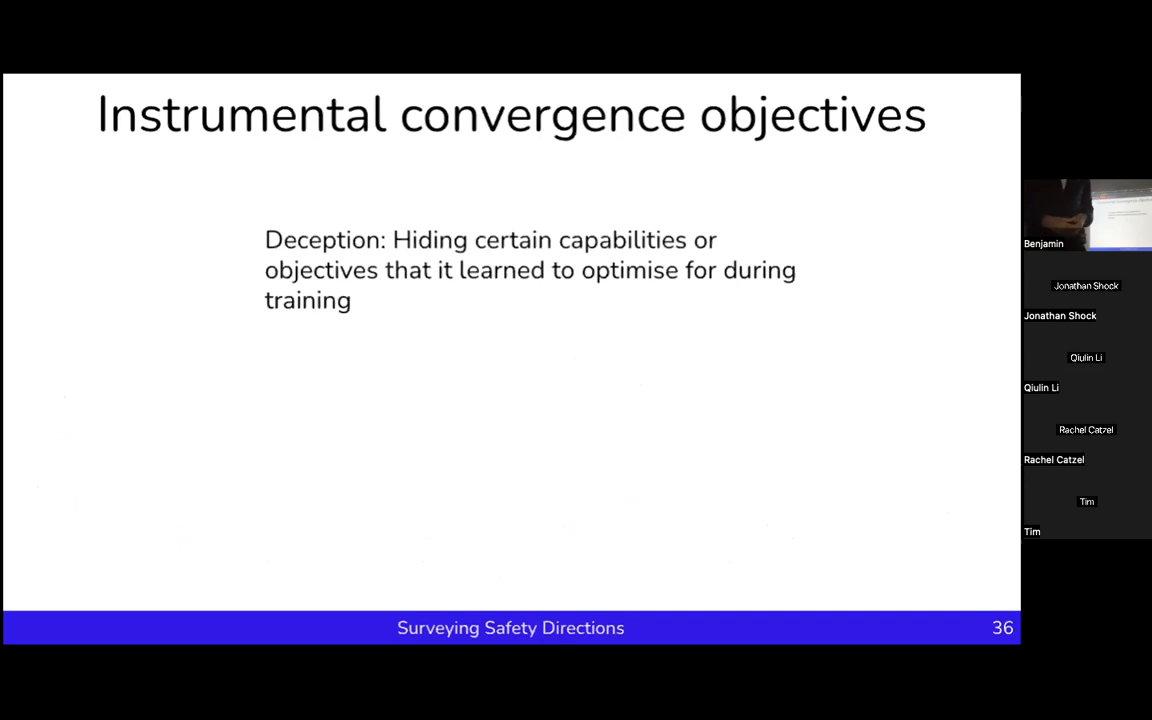 Instrumental convergence objectives
Deception: Hiding certain capabilities or
objectives that it learned to optimise for during
training
Surveying Safety Directions
36
Benjamin
Jonathan Shock
Jonathan Shock
Qiulin Li
Qiulin Li
Rachel Catzel
Rachel Catzel
Tim
Tim